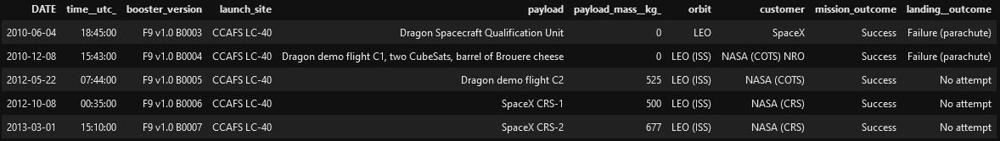 DATE time__utc_ booster_version launch_site payload payload_mass__kg_ orbit customer mission_outcome landing__outcome
2010-06-04 18:45:00 F9 v1.0 B0003 CCAFS LC-40 Dragon Spacecraft Qualification Unit 0 LEO SpaceX Success Failure (parachute)
2010-12-08 15:43:00 F9 v1.0 B0004 CCAFS LC-40 Dragon demo flight C1, two CubeSats, barrel of Brouere cheese 0 LEO (ISS) NASA (COTS) NRO Success Failure (parachute)
2012-05-22 07:44:00 F9 v1.0 B0005 CCAFS LC-40 Dragon demo flight C2 525 LEO (ISS) NASA (COTS) Success No attempt
2012-10-08 00:35:00 F9 v1.0 B0006 CCAFS LC-40 SpaceX CRS-1 500 LEO (ISS) NASA (CRS) Success No attempt
2013-03-01 15:10:00 F9 v1.0 B0007 CCAFS LC-40 SpaceX CRS-2 677 LEO (ISS) NASA (CRS) Success No attempt